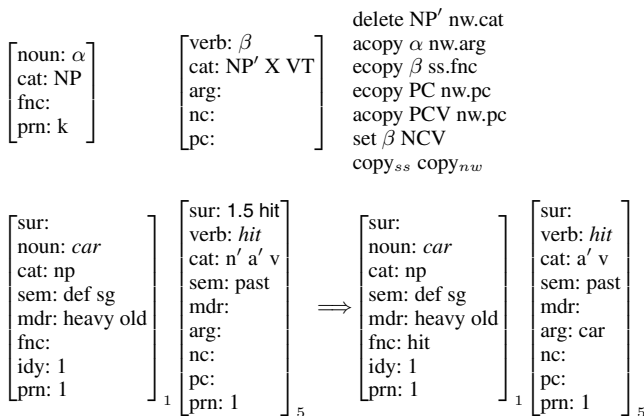 [noun: α
cat: NP
fnc:
prn: k]
[verb: β
cat: NP′ X VT
arg:
nc:
pc:]
delete NP′ nw.cat
acopy α nw.arg
ecopy β ss.fnc
ecopy PC nw.pc
acopy PCV nw.pc
set β NCV
copy_ss copy_nw
[sur:
noun: car
cat: np
sem: def sg
mdr: heavy old
fnc:
idy: 1
prn: 1] 1
[sur: 1.5 hit
verb: hit
cat: n′ a′ v
sem: past
mdr:
arg:
nc:
pc:
prn: 1] 5
⟹
[sur:
noun: car
cat: np
sem: def sg
mdr: heavy old
fnc: hit
idy: 1
prn: 1] 1
[sur:
verb: hit
cat: a′ v
sem: past
mdr:
arg: car
nc:
pc:
prn: 1] 5